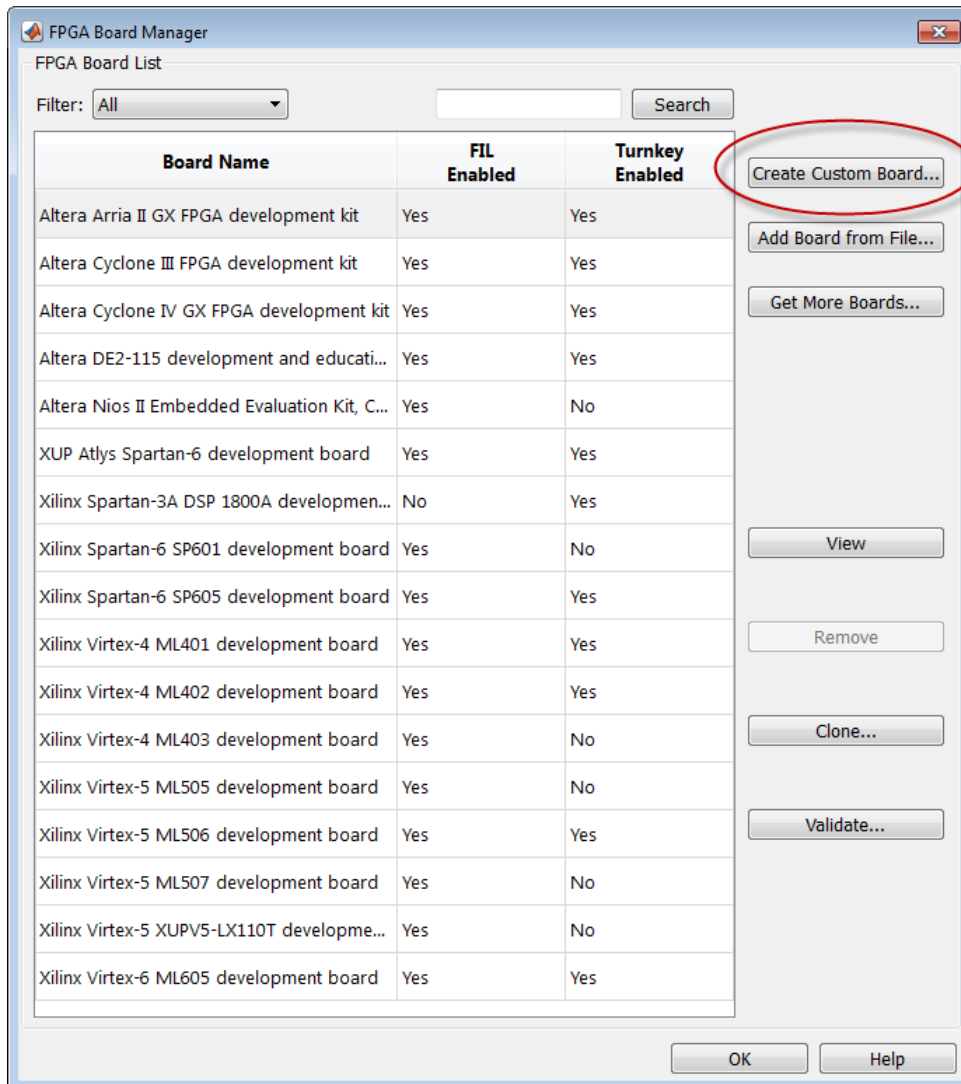 FPGA Board Manager
FPGA Board List
Filter: All Search
Board Name FIL Enabled Turnkey Enabled
Altera Arria II GX FPGA development kit Yes Yes
Altera Cyclone III FPGA development kit Yes Yes
Altera Cyclone IV GX FPGA development kit Yes Yes
Altera DE2-115 development and educati... Yes Yes
Altera Nios II Embedded Evaluation Kit, C... Yes No
XUP Atlys Spartan-6 development board Yes Yes
Xilinx Spartan-3A DSP 1800A developmen... No Yes
Xilinx Spartan-6 SP601 development board Yes No
Xilinx Spartan-6 SP605 development board Yes Yes
Xilinx Virtex-4 ML401 development board Yes Yes
Xilinx Virtex-4 ML402 development board Yes Yes
Xilinx Virtex-4 ML403 development board Yes No
Xilinx Virtex-5 ML505 development board Yes No
Xilinx Virtex-5 ML506 development board Yes Yes
Xilinx Virtex-5 ML507 development board Yes No
Xilinx Virtex-5 XUPV5-LX110T developme... Yes No
Xilinx Virtex-6 ML605 development board Yes Yes
Create Custom Board...
Add Board from File...
Get More Boards...
View
Remove
Clone...
Validate...
OK Help